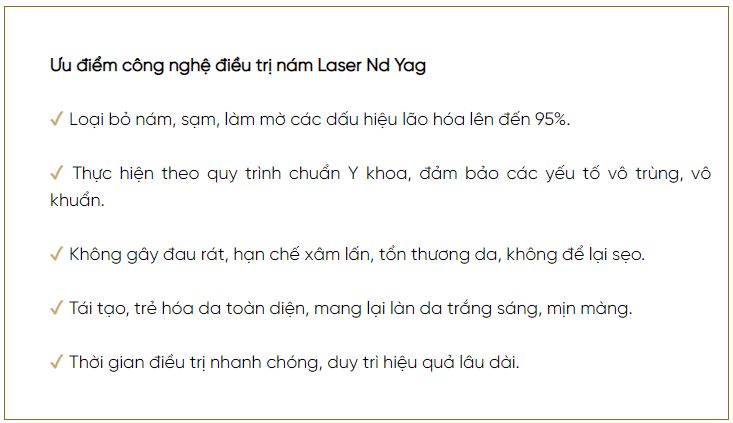 Ưu điểm công nghệ điều trị nám Laser Nd Yag
✓ Loại bỏ nám, sạm, làm mờ các dấu hiệu lão hóa lên đến 95%.
✓ Thực hiện theo quy trình chuẩn Y khoa, đảm bảo các yếu tố vô trùng, vô
khuẩn.
✓ Không gây đau rát, hạn chế xâm lấn, tổn thương da, không để lại sẹo.
✓ Tái tạo, trẻ hóa da toàn diện, mang lại làn da trắng sáng, mịn màng.
✓ Thời gian điều trị nhanh chóng, duy trì hiệu quả lâu dài.